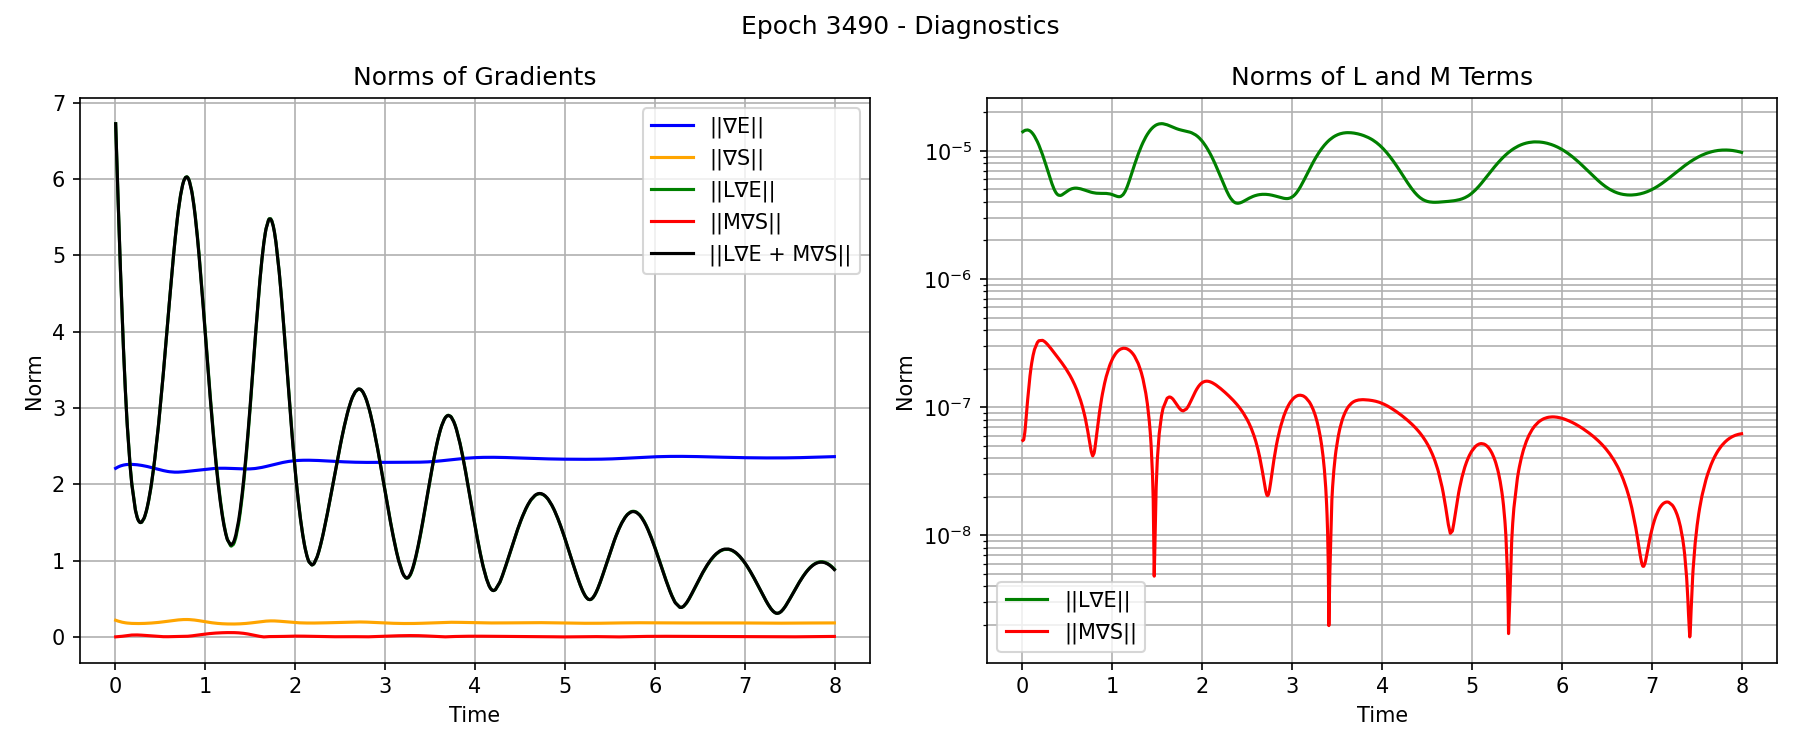 Epoch 3490 - Diagnostics
Norms of Gradients
7
6
5
4
3
2
1
0
Norm
||∇E||
||∇S||
||L∇E||
||M∇S||
||L∇E + M∇S||
0 1 2 3 4 5 6 7 8
Time
Norms of L and M Terms
10⁻⁵
10⁻⁶
10⁻⁷
10⁻⁸
Norm
||L∇E||
||M∇S||
0 1 2 3 4 5 6 7 8
Time